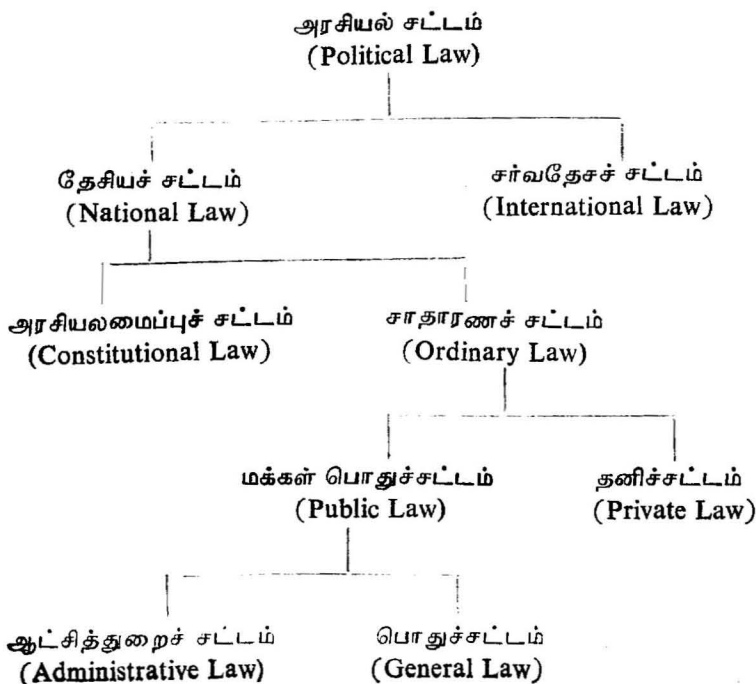 அரசியல் சட்டம்
(Political Law)
தேசியச் சட்டம் சர்வதேசச் சட்டம்
(National Law) (International Law)
அரசியலமைப்புச் சட்டம் சாதாரணச் சட்டம்
(Constitutional Law) (Ordinary Law)
மக்கள் பொதுச்சட்டம் தனிச்சட்டம்
(Public Law) (Private Law)
ஆட்சித்துறைச் சட்டம் பொதுச்சட்டம்
(Administrative Law) (General Law)